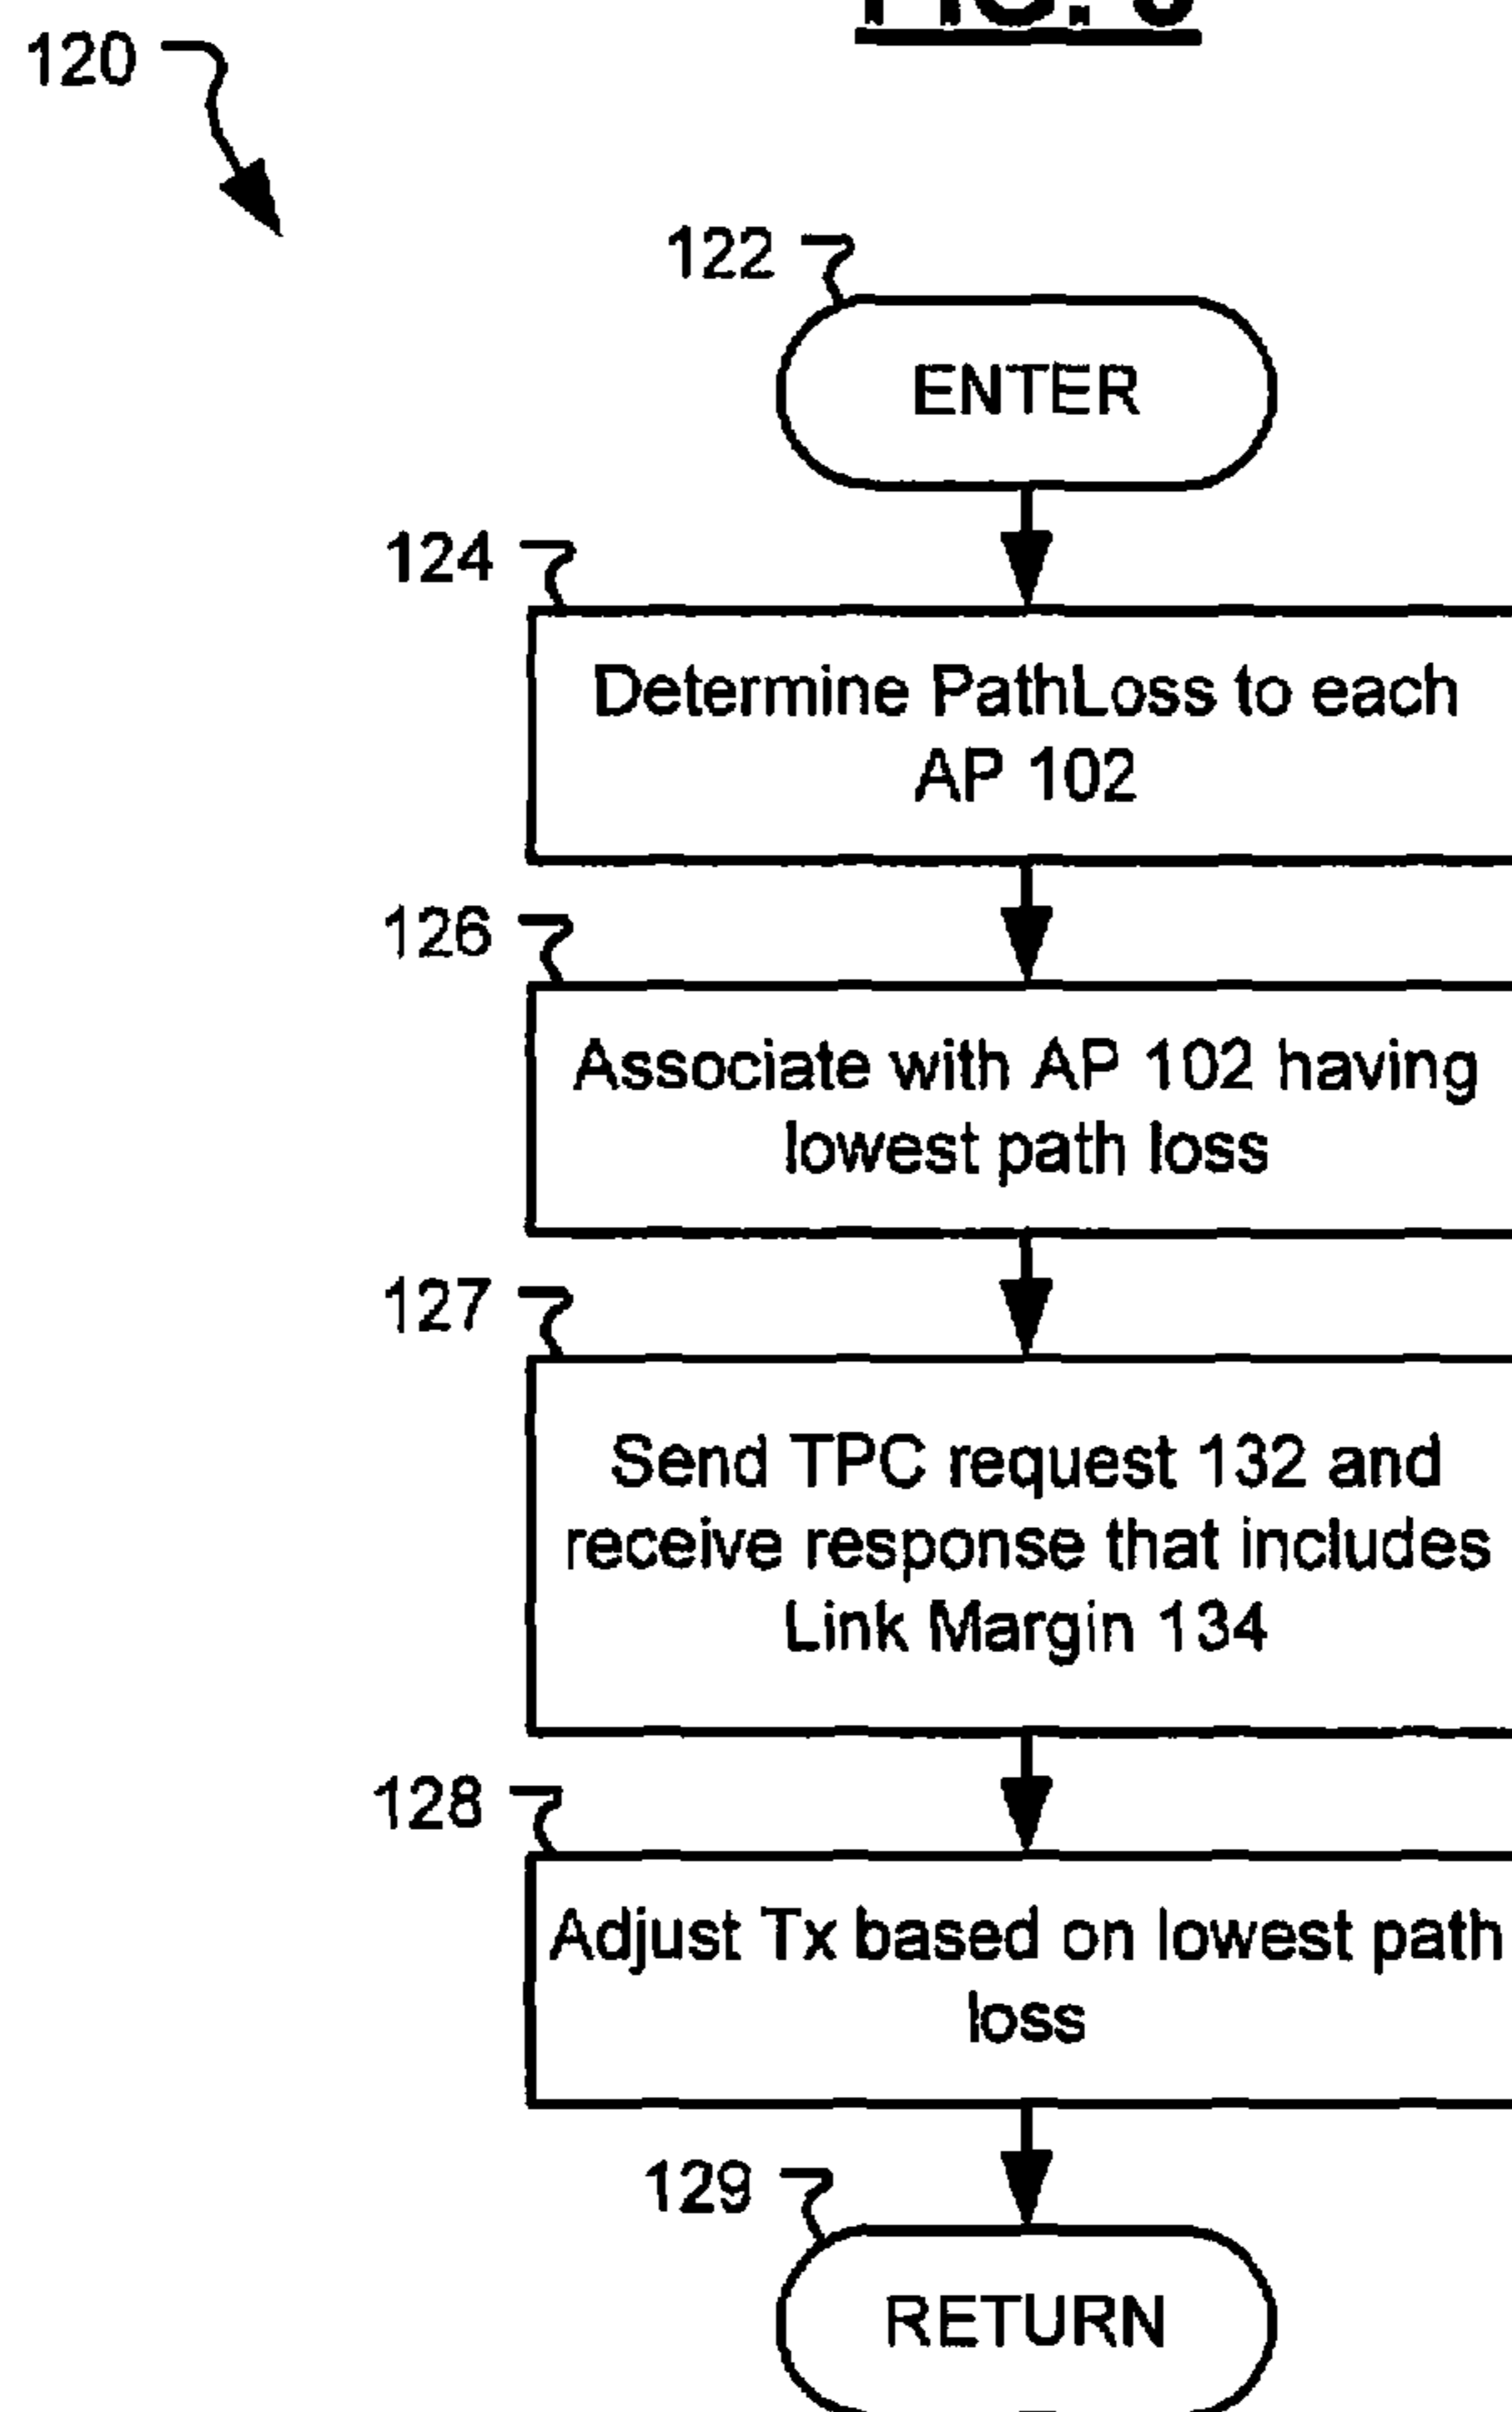 120
122
ENTER
124
Determine PathLoss to each
AP 102
126
Associate with AP 102 having
lowest path loss
127
Send TPC request 132 and
receive response that includes
Link Margin 134
128
Adjust Tx based on lowest path
loss
129
RETURN